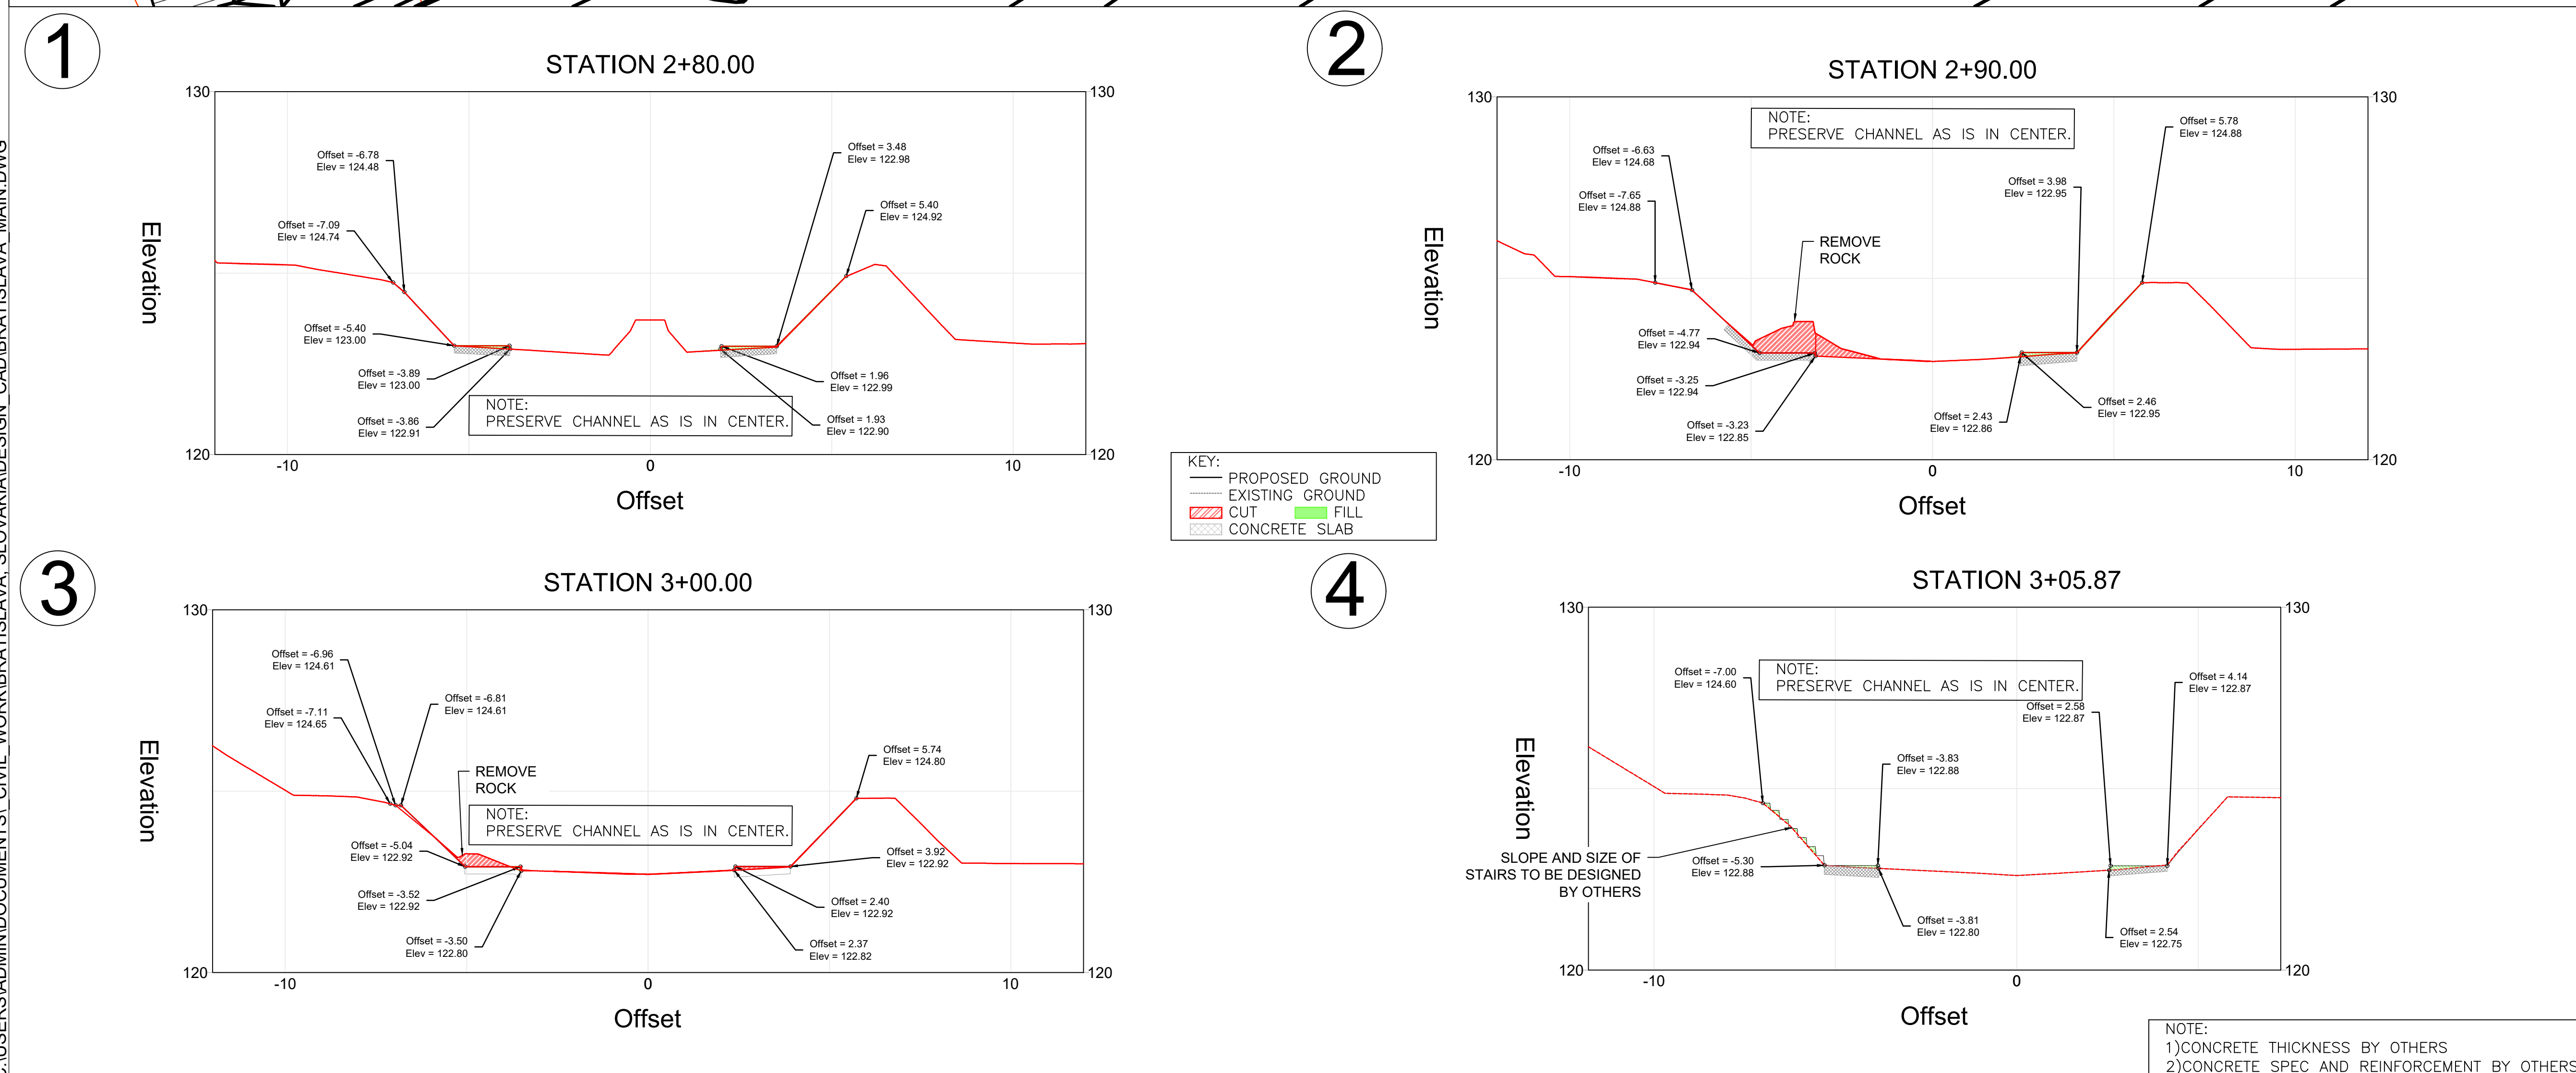 1
STATION 2+80.00
130
130
Offset = -6.78
Elev = 124.48
Offset = 3.48
Elev = 122.98
Offset = 5.40
Elev = 124.92
Offset = -7.09
Elev = 124.74
Elevation
Offset = -5.40
Elev = 123.00
Offset = -3.89
Elev = 123.00
Offset = 1.96
Elev = 122.99
Offset = -3.86
Elev = 122.91
NOTE:
PRESERVE CHANNEL AS IS IN CENTER.
Offset = 1.93
Elev = 122.90
120
120
-10
0
10
Offset
2
STATION 2+90.00
130
130
NOTE:
PRESERVE CHANNEL AS IS IN CENTER.
Offset = 5.78
Elev = 124.88
Offset = -6.63
Elev = 124.68
Offset = 3.98
Elev = 122.95
Offset = -7.65
Elev = 124.88
REMOVE
ROCK
Elevation
Offset = -4.77
Elev = 122.94
Offset = -3.25
Elev = 122.94
Offset = 2.46
Elev = 122.95
Offset = 2.43
Elev = 122.86
Offset = -3.23
Elev = 122.85
120
120
-10
0
10
Offset
KEY:
PROPOSED GROUND
EXISTING GROUND
CUT FILL
CONCRETE SLAB
3
STATION 3+00.00
130
130
Offset = -6.96
Elev = 124.61
Offset = -6.81
Elev = 124.61
Offset = -7.11
Elev = 124.65
Offset = 5.74
Elev = 124.80
REMOVE
ROCK
Elevation
NOTE:
PRESERVE CHANNEL AS IS IN CENTER.
Offset = -5.04
Elev = 122.92
Offset = 3.92
Elev = 122.92
Offset = -3.52
Elev = 122.92
Offset = 2.40
Elev = 122.92
Offset = -3.50
Elev = 122.80
Offset = 2.37
Elev = 122.82
120
120
-10
0
10
Offset
4
STATION 3+05.87
130
130
NOTE:
PRESERVE CHANNEL AS IS IN CENTER.
Offset = -7.00
Elev = 124.60
Offset = 4.14
Elev = 122.87
Offset = 2.58
Elev = 122.87
Elevation
Offset = -3.83
Elev = 122.88
SLOPE AND SIZE OF
STAIRS TO BE DESIGNED
BY OTHERS
Offset = -5.30
Elev = 122.88
Offset = -3.81
Elev = 122.80
Offset = 2.54
Elev = 122.75
120
120
-10
0
Offset
NOTE:
1)CONCRETE THICKNESS BY OTHERS
2)CONCRETE SPEC AND REINFORCEMENT BY OTHERS